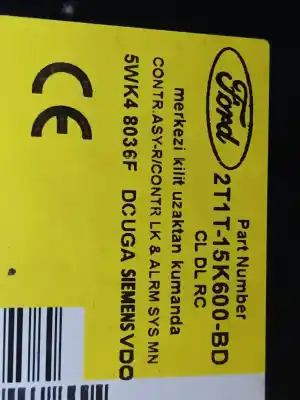 Ford
Part Number
2T1T-15K600-BD
CL DL RC
merkezi kilit uzaktan kumanda
CONTR.ASY-R/CONTR LK & ALRM SYS MN
5WK4 8036F DCUGA SIEMENSVDO
CE